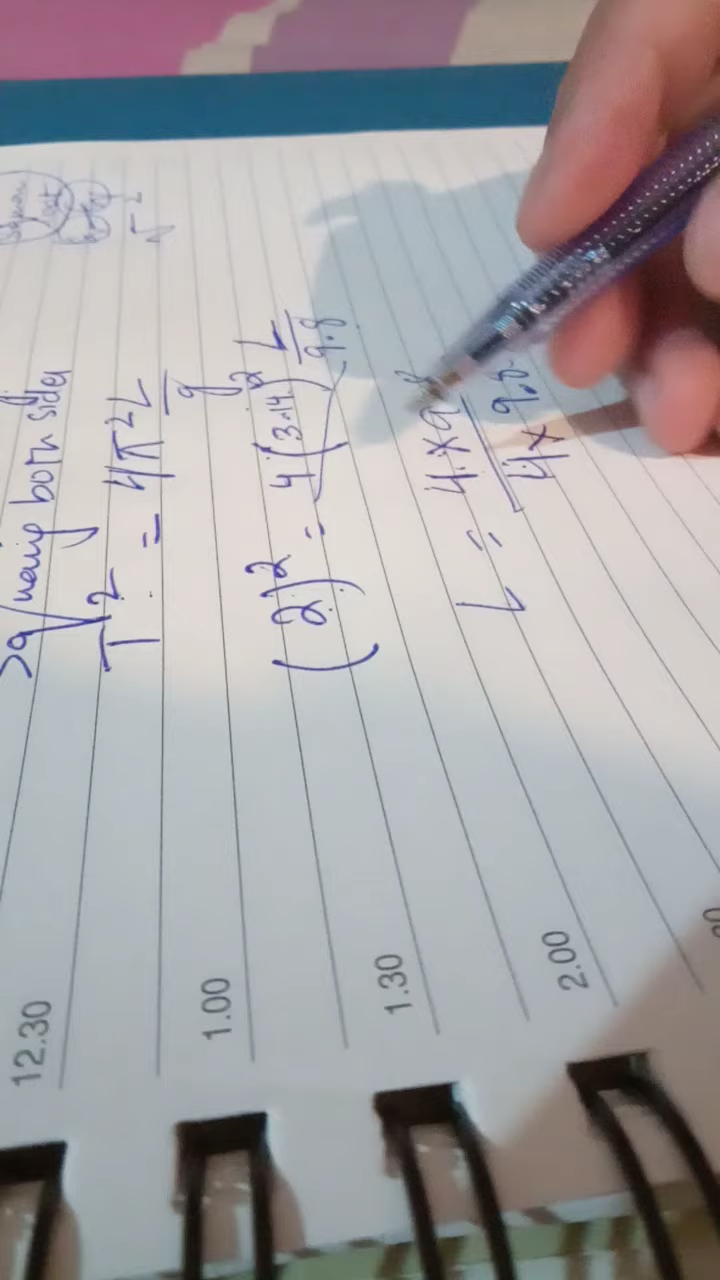 Squaring both sides
T² = 4π²L
g
(2)² = 4(3.14)² L
9.8
L = 4 × 9.8
4 × 9.8
12.30
1.00
1.30
2.00